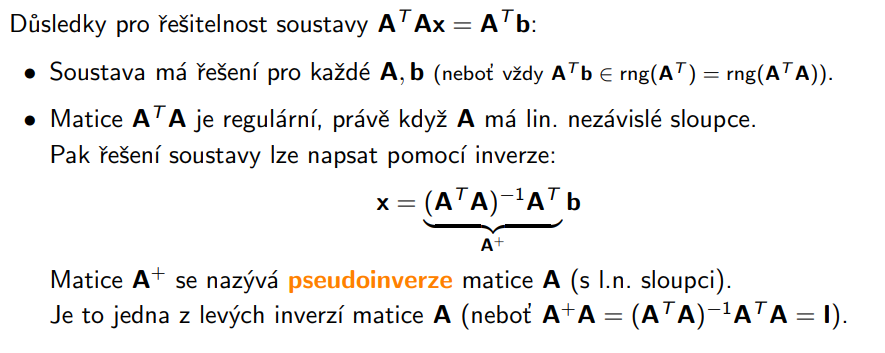 Důsledky pro řešitelnost soustavy AᵀAx = Aᵀb:
• Soustava má řešení pro každé A, b (neboť vždy Aᵀb ∈ rng(Aᵀ) = rng(AᵀA)).
• Matice AᵀA je regulární, právě když A má lin. nezávislé sloupce.
Pak řešení soustavy lze napsat pomocí inverze:
x = (AᵀA)⁻¹Aᵀ b
A⁺
Matice A⁺ se nazývá pseudoinverze matice A (s l.n. sloupci).
Je to jedna z levých inverzí matice A (neboť A⁺A = (AᵀA)⁻¹AᵀA = I).